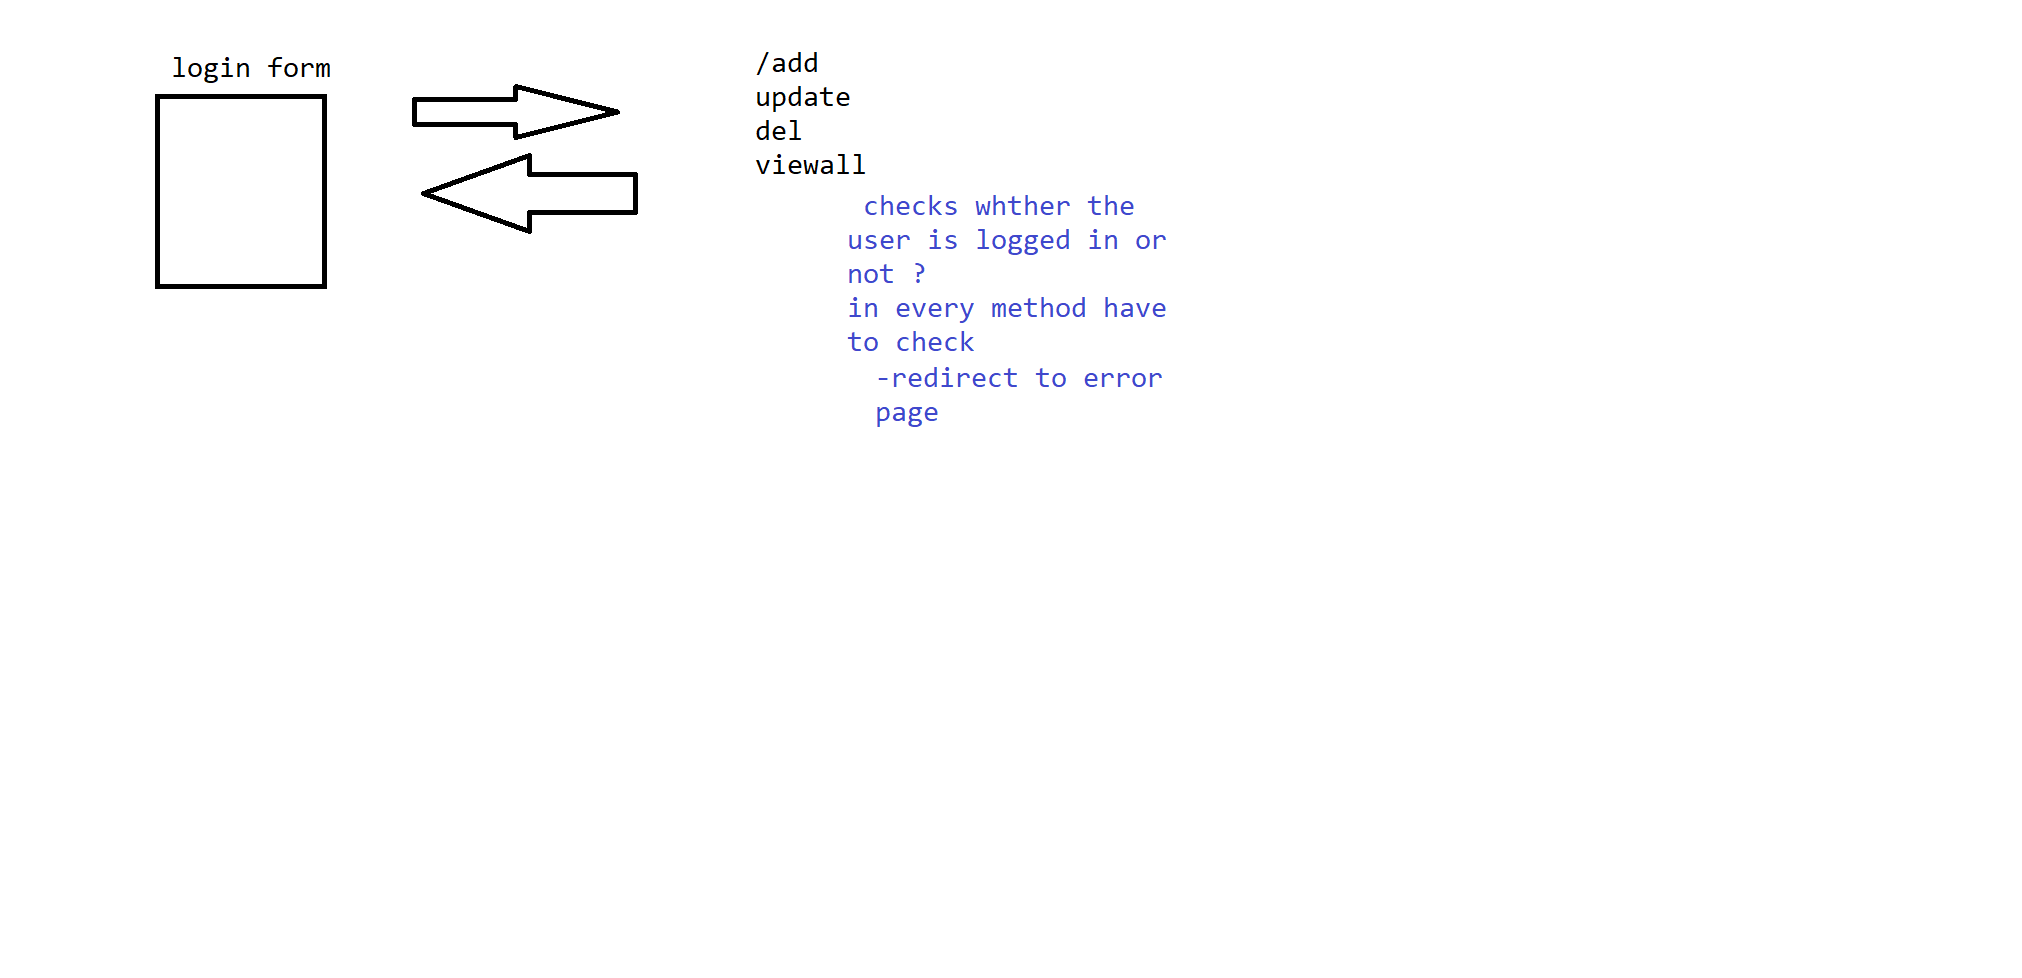 login form
/add
update
del
viewall
checks whther the
user is logged in or
not ?
in every method have
to check
-redirect to error
page